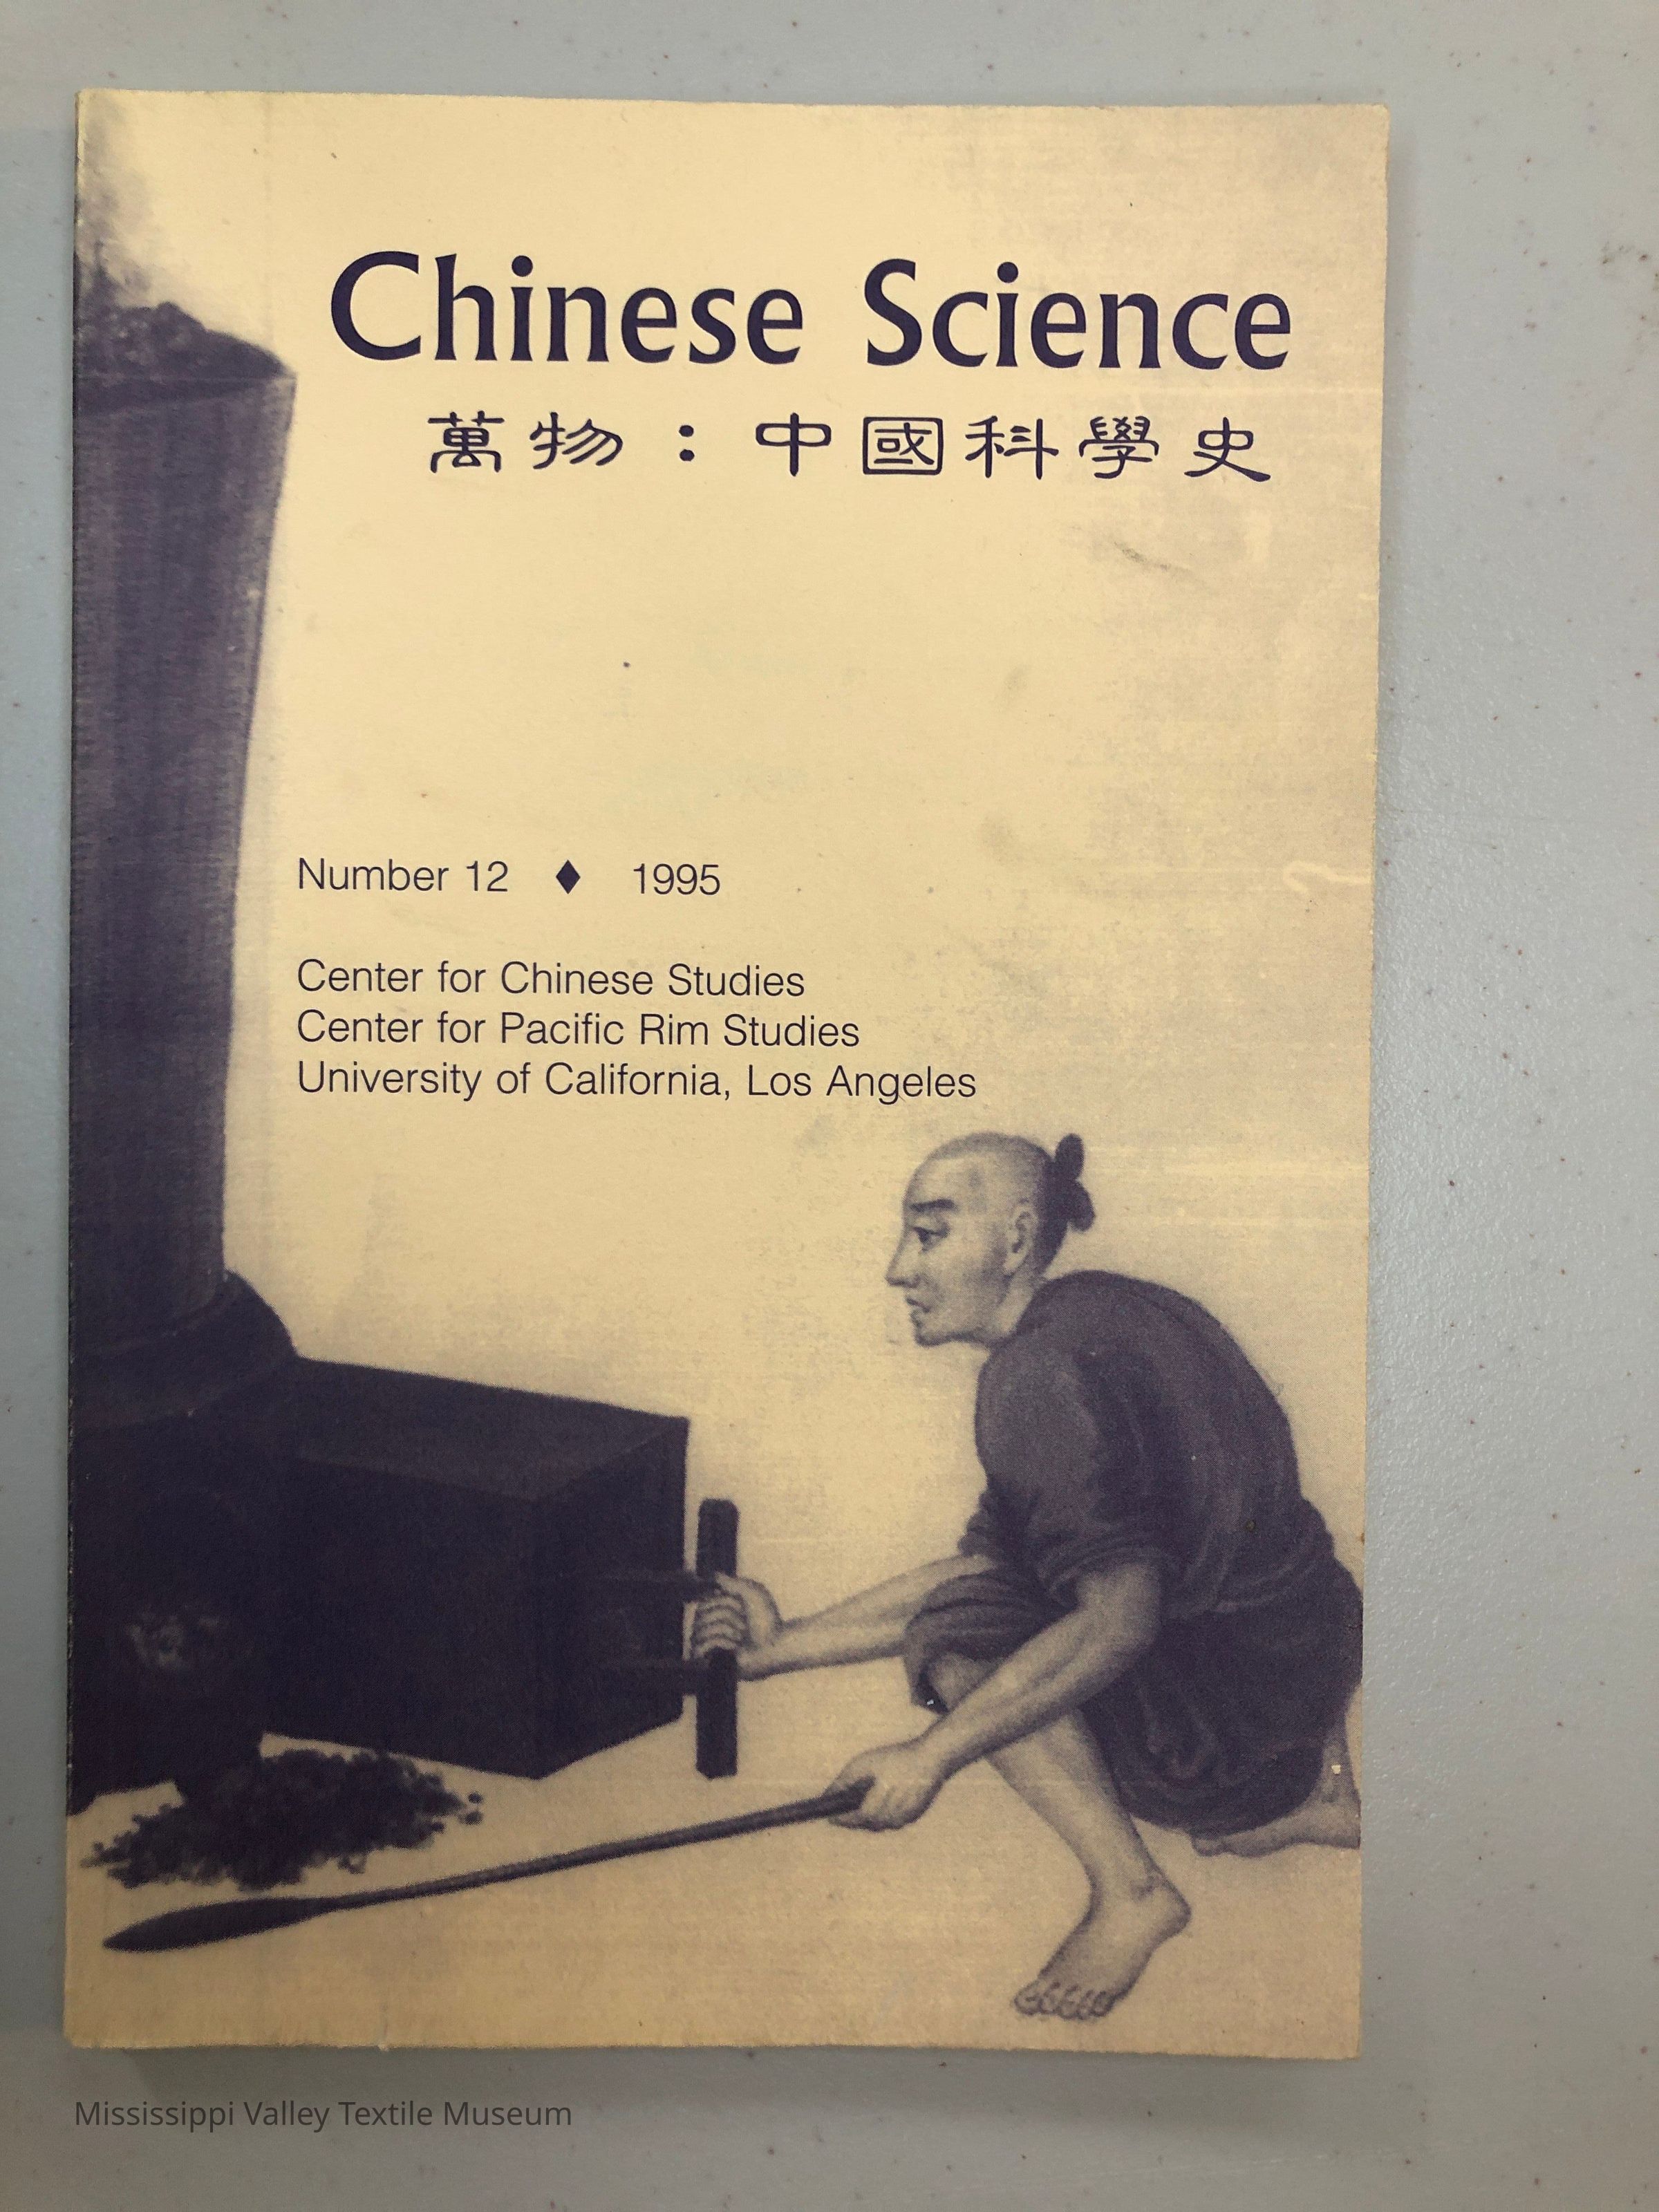 Chinese Science
萬物：中國科學史
Number 12 ♦ 1995
Center for Chinese Studies
Center for Pacific Rim Studies
University of California, Los Angeles
Mississippi Valley Textile Museum